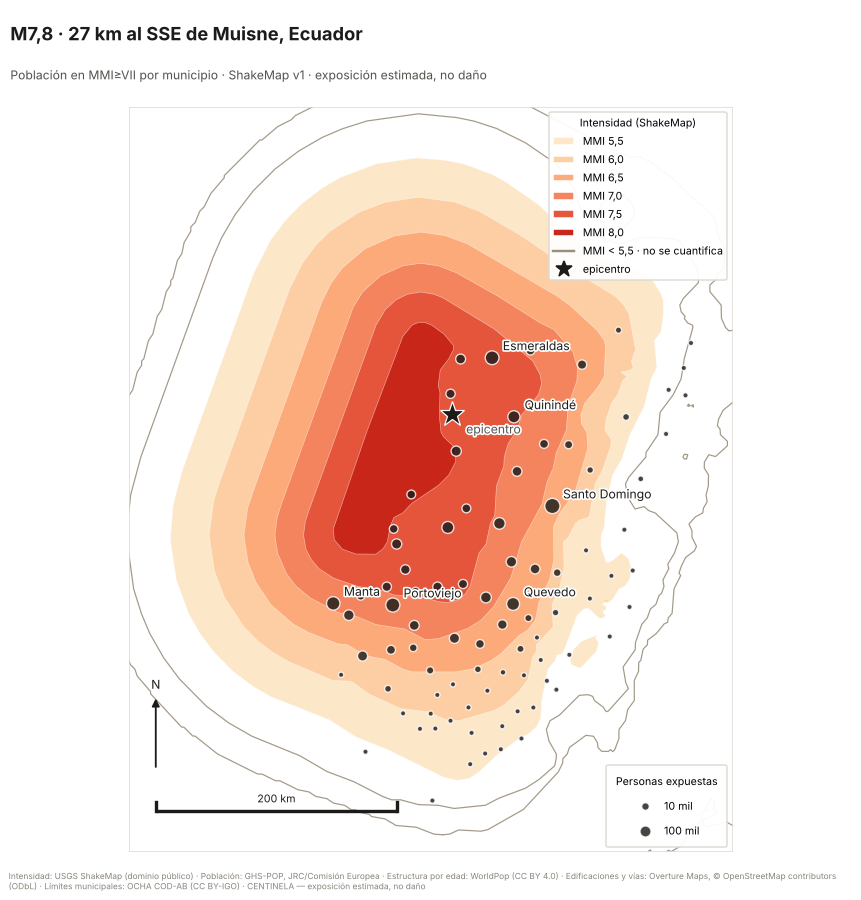 M7,8 · 27 km al SSE de Muisne, Ecuador
Población en MMI≥VII por municipio · ShakeMap v1 · exposición estimada, no daño
Intensidad (ShakeMap)
MMI 5,5
MMI 6,0
MMI 6,5
MMI 7,0
MMI 7,5
MMI 8,0
MMI < 5,5 · no se cuantifica
epicentro
Esmeraldas
Quinindé
epicentro
Santo Domingo
Manta
Portoviejo
Quevedo
N
200 km
Personas expuestas
10 mil
100 mil
Intensidad: USGS ShakeMap (dominio público) · Población: GHS-POP, JRC/Comisión Europea · Estructura por edad: WorldPop (CC BY 4.0) · Edificaciones y vías: Overture Maps, © OpenStreetMap contributors
(ODbL) · Límites municipales: OCHA COD-AB (CC BY-IGO) · CENTINELA — exposición estimada, no daño